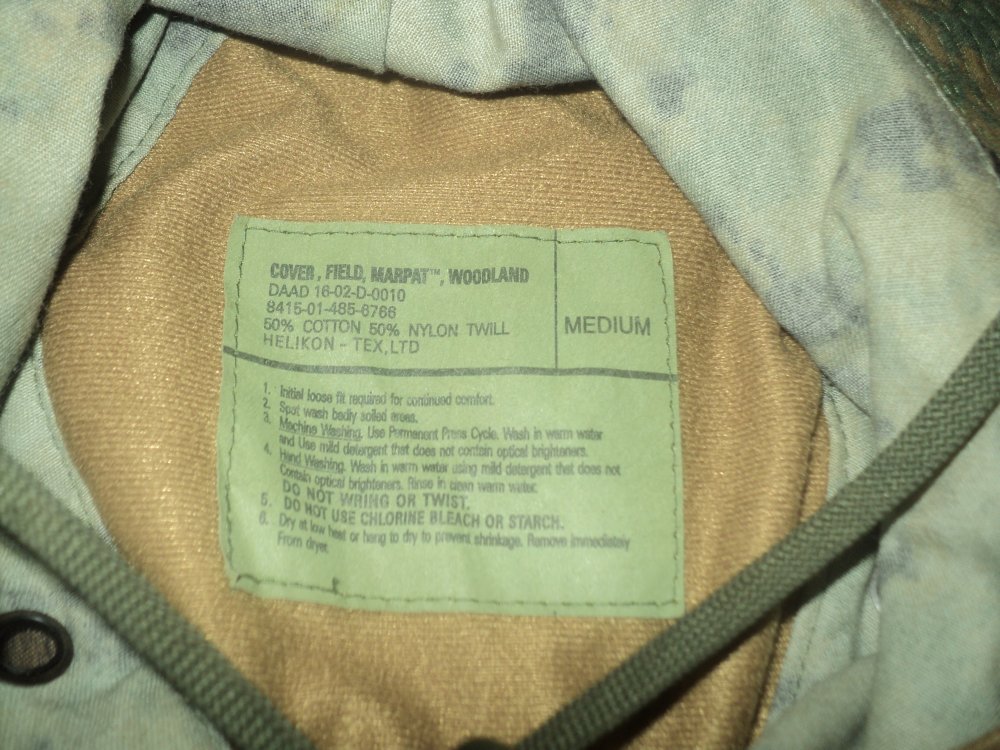 COVER, FIELD, MARPAT™, WOODLAND
DAAD 16-02-D-0010
8415-01-485-6766
50% COTTON 50% NYLON TWILL
HELIKON - TEX,LTD
MEDIUM
1. Initial loose fit required for continued comfort.
2. Spot wash badly soiled areas.
3. Machine Washing. Use Permanent Press Cycle. Wash in warm water
and Use mild detergent that does not contain optical brighteners.
4. Hand Washing. Wash in warm water using mild detergent that does not
Contain optical brighteners. Rinse in clean warm water.
DO NOT WRING OR TWIST.
5. DO NOT USE CHLORINE BLEACH OR STARCH.
6. Dry at low heat or hang to dry to prevent shrinkage. Remove immediately
From dryer.